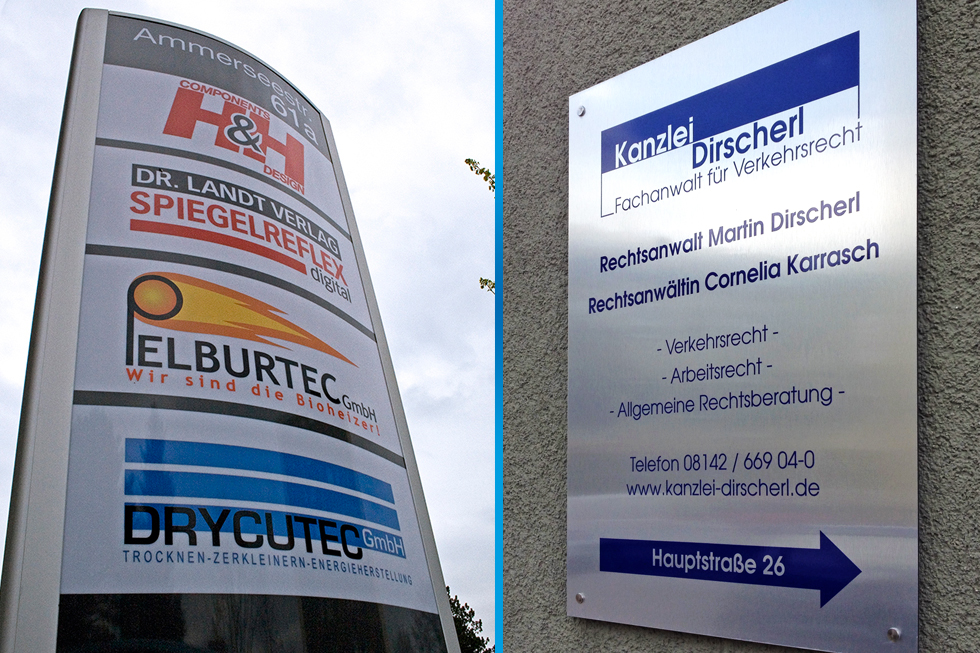 Ammerseestr.
61a
COMPONENTS
H&H
DESIGN
DR. LANDT VERLAG
SPIEGELREFLEX
digital
PELBURTEC GmbH
Wir sind die Bioheizer!
DRYCUTEC GmbH
TROCKNEN-ZERKLEINERN-ENERGIEHERSTELLUNG
Kanzlei
Dirscherl
Fachanwalt für Verkehrsrecht
Rechtsanwalt Martin Dirscherl
Rechtsanwältin Cornelia Karrasch
- Verkehrsrecht -
- Arbeitsrecht -
- Allgemeine Rechtsberatung -
Telefon 08142 / 669 04-0
www.kanzlei-dirscherl.de
Hauptstraße 26